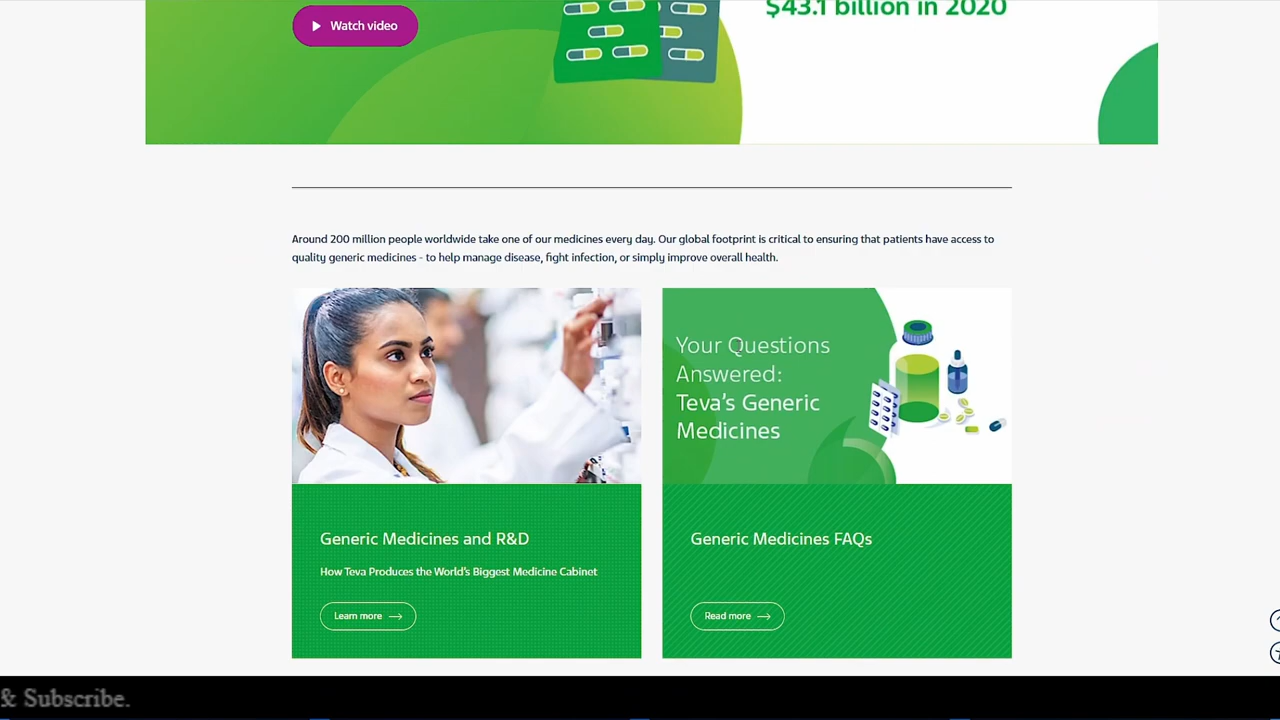 Watch video
$43.1 billion in 2020
Around 200 million people worldwide take one of our medicines every day. Our global footprint is critical to ensuring that patients have access to
quality generic medicines - to help manage disease, fight infection, or simply improve overall health.
Your Questions
Answered:
Teva's Generic
Medicines
Generic Medicines and R&D
How Teva Produces the World's Biggest Medicine Cabinet
Learn more
Generic Medicines FAQs
Read more
& Subscribe.